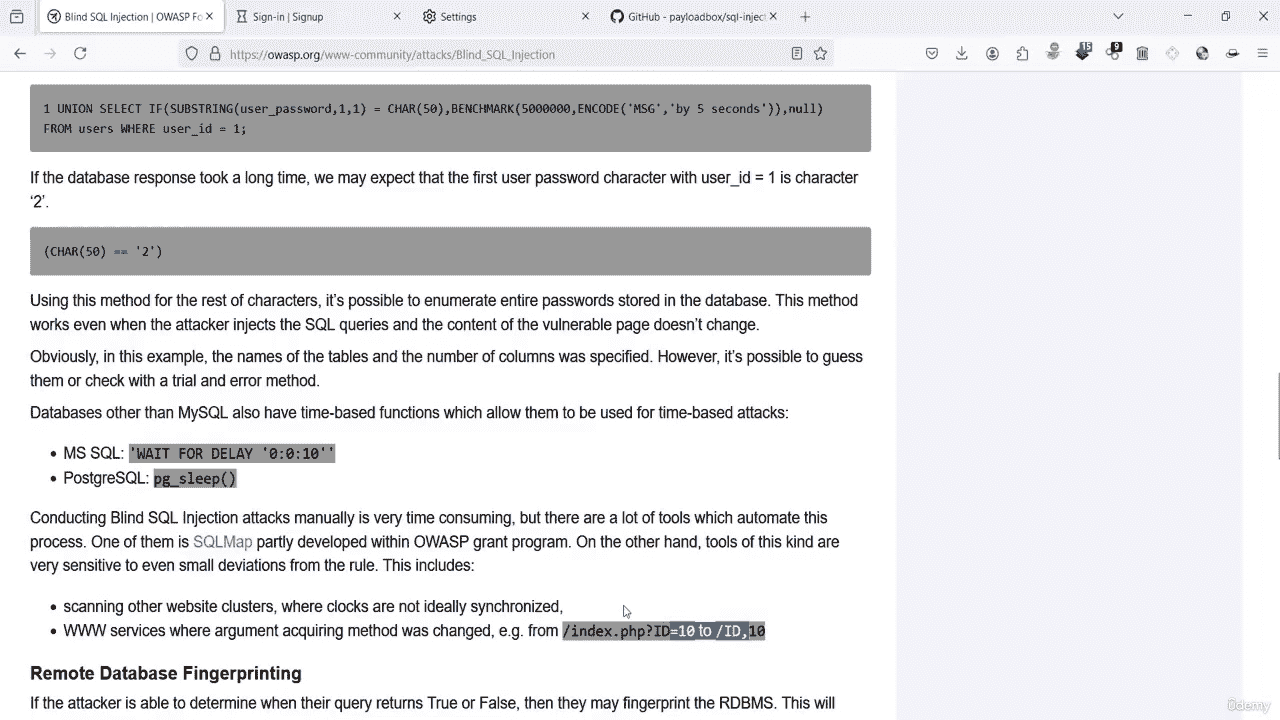 Blind SQL Injection | OWASP Fo
Sign-in | Signup
Settings
GitHub - payloadbox/sql-inject
https://owasp.org/www-community/attacks/Blind_SQL_Injection
15
9
1 UNION SELECT IF(SUBSTRING(user_password,1,1) = CHAR(50),BENCHMARK(5000000,ENCODE('MSG','by 5 seconds')),null)
FROM users WHERE user_id = 1;
If the database response took a long time, we may expect that the first user password character with user_id = 1 is character
‘2’.
(CHAR(50) == '2')
Using this method for the rest of characters, it’s possible to enumerate entire passwords stored in the database. This method
works even when the attacker injects the SQL queries and the content of the vulnerable page doesn’t change.
Obviously, in this example, the names of the tables and the number of columns was specified. However, it’s possible to guess
them or check with a trial and error method.
Databases other than MySQL also have time-based functions which allow them to be used for time-based attacks:
• MS SQL: 'WAIT FOR DELAY '0:0:10''
• PostgreSQL: pg_sleep()
Conducting Blind SQL Injection attacks manually is very time consuming, but there are a lot of tools which automate this
process. One of them is SQLMap partly developed within OWASP grant program. On the other hand, tools of this kind are
very sensitive to even small deviations from the rule. This includes:
• scanning other website clusters, where clocks are not ideally synchronized,
• WWW services where argument acquiring method was changed, e.g. from /index.php?ID=10 to /ID,10
Remote Database Fingerprinting
If the attacker is able to determine when their query returns True or False, then they may fingerprint the RDBMS. This will
Udemy